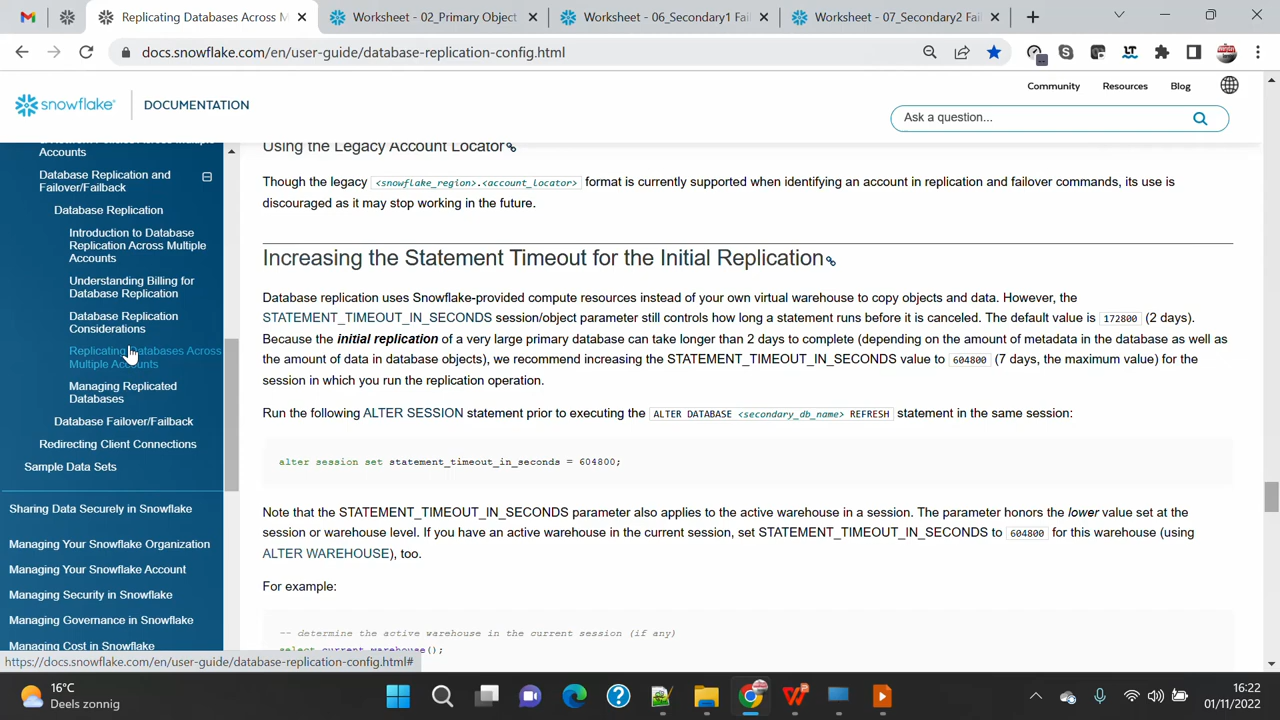 Replicating Databases Across M
Worksheet - 02_Primary Object
Worksheet - 06_Secondary1 Fai
Worksheet - 07_Secondary2 Fail
docs.snowflake.com/en/user-guide/database-replication-config.html
snowflake
DOCUMENTATION
Community
Resources
Blog
Ask a question...
Accounts
Database Replication and
Failover/Failback
Database Replication
Introduction to Database
Replication Across Multiple
Accounts
Understanding Billing for
Database Replication
Database Replication
Considerations
Replicating Databases Across
Multiple Accounts
Managing Replicated
Databases
Database Failover/Failback
Redirecting Client Connections
Sample Data Sets
Sharing Data Securely in Snowflake
Managing Your Snowflake Organization
Managing Your Snowflake Account
Managing Security in Snowflake
Managing Governance in Snowflake
Managing Cost in Snowflake
Using the Legacy Account Locator
Though the legacy <snowflake_region>.<account_locator> format is currently supported when identifying an account in replication and failover commands, its use is
discouraged as it may stop working in the future.
Increasing the Statement Timeout for the Initial Replication
Database replication uses Snowflake-provided compute resources instead of your own virtual warehouse to copy objects and data. However, the
STATEMENT_TIMEOUT_IN_SECONDS session/object parameter still controls how long a statement runs before it is canceled. The default value is 172800 (2 days).
Because the initial replication of a very large primary database can take longer than 2 days to complete (depending on the amount of metadata in the database as well as
the amount of data in database objects), we recommend increasing the STATEMENT_TIMEOUT_IN_SECONDS value to 604800 (7 days, the maximum value) for the
session in which you run the replication operation.
Run the following ALTER SESSION statement prior to executing the ALTER DATABASE <secondary_db_name> REFRESH statement in the same session:
alter session set statement_timeout_in_seconds = 604800;
Note that the STATEMENT_TIMEOUT_IN_SECONDS parameter also applies to the active warehouse in a session. The parameter honors the lower value set at the
session or warehouse level. If you have an active warehouse in the current session, set STATEMENT_TIMEOUT_IN_SECONDS to 604800 for this warehouse (using
ALTER WAREHOUSE), too.
For example:
-- determine the active warehouse in the current session (if any)
select current_warehouse();
https://docs.snowflake.com/en/user-guide/database-replication-config.html#
16°C
Deels zonnig
16:22
01/11/2022